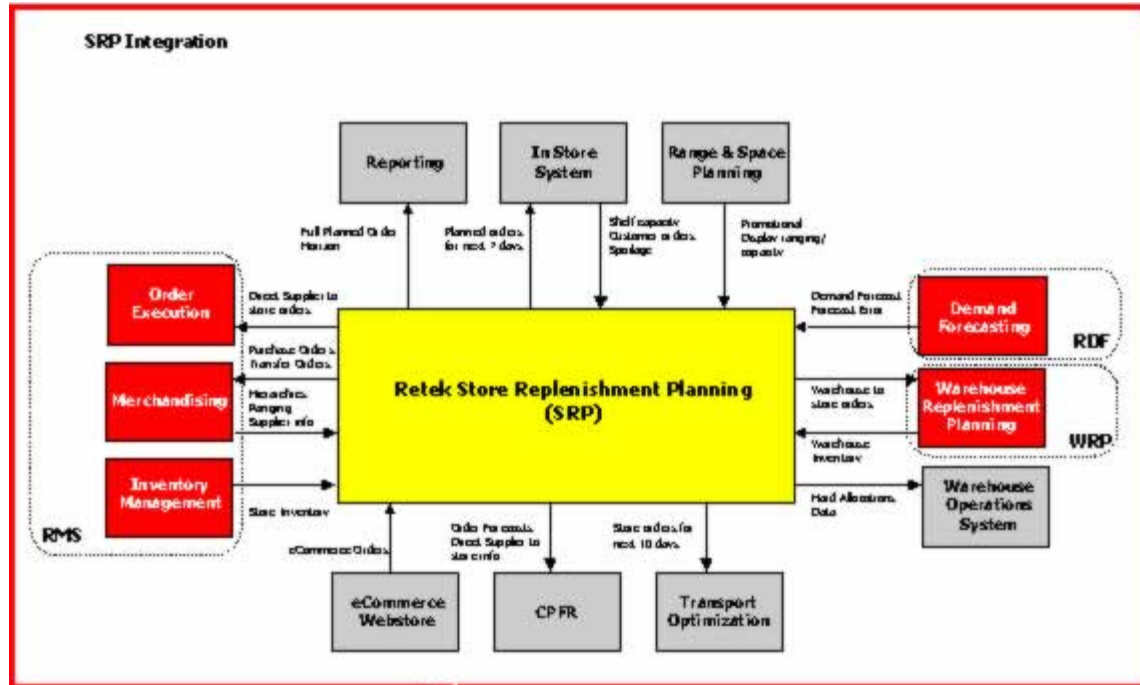 SRP Integration
Reporting
In Store
System
Range & Space
Planning
Full Planned Order
Horizon
Planned orders
for next 7 days
Shelf capacity
Customer orders
Spoilage
Promotional
Display ranging/
capacity
Order
Execution
Direct Supplier to
store orders
Demand Forecast
Forecast Error
Demand
Forecasting
RDF
Purchase Orders
Transfer Orders
Merchandising
Hierarchies
Ranging
Supplier info
Retek Store Replenishment Planning
(SRP)
Warehouse to
store orders
Warehouse
Replenishment
Planning
Warehouse
Inventory
WRP
Inventory
Management
Store Inventory
RMS
Hard Allocations
Data
Warehouse
Operations
System
eCommerce Orders
Order Forecasts
Direct Supplier to
store info
Store orders for
next 10 days
eCommerce
Webstore
CPFR
Transport
Optimization